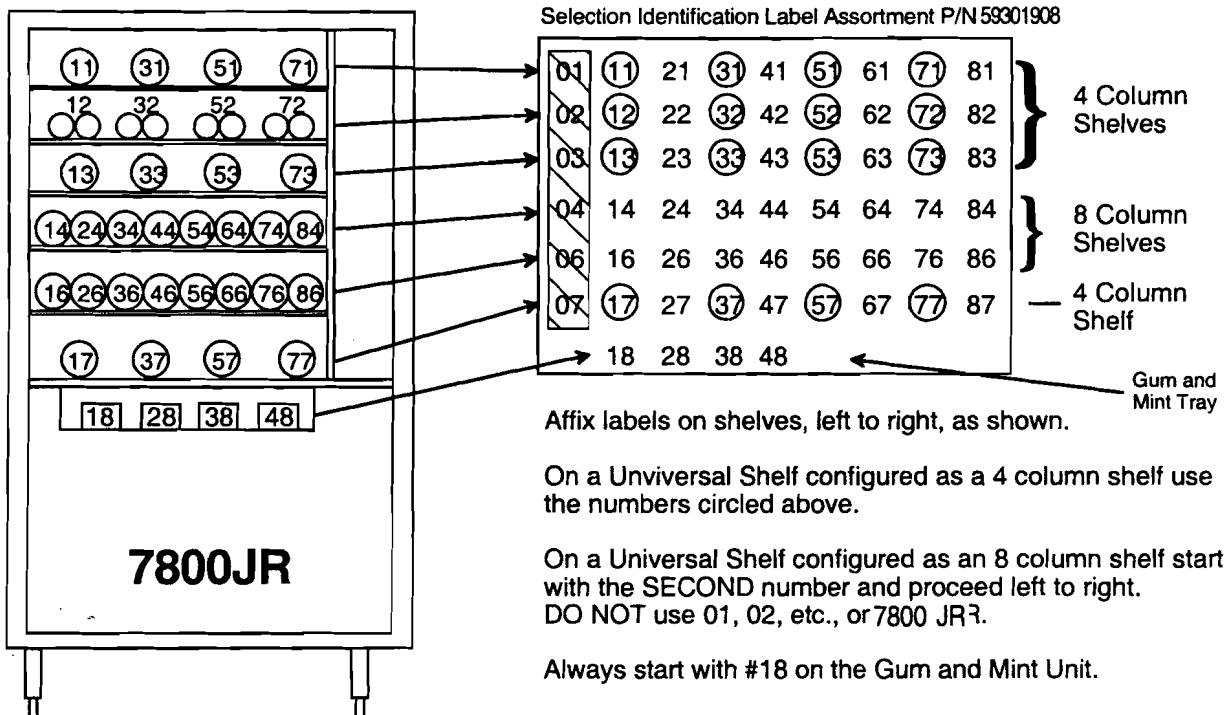 Selection Identification Label Assortment P/N 59301908
11 31 51 71
12 32 52 72
13 33 53 73
14 24 34 44 54 64 74 84
16 26 36 46 56 66 76 86
17 37 57 77
18 28 38 48
7800JR
01 11 21 31 41 51 61 71 81
02 12 22 32 42 52 62 72 82
03 13 23 33 43 53 63 73 83
04 14 24 34 44 54 64 74 84
06 16 26 36 46 56 66 76 86
07 17 27 37 47 57 67 77 87
18 28 38 48
4 Column
Shelves
8 Column
Shelves
4 Column
Shelf
Gum and
Mint Tray
Affix labels on shelves, left to right, as shown.
On a Unviversal Shelf configured as a 4 column shelf use
the numbers circled above.
On a Universal Shelf configured as an 8 column shelf start
with the SECOND number and proceed left to right.
DO NOT use 01, 02, etc., or 7800 JR.
Always start with #18 on the Gum and Mint Unit.